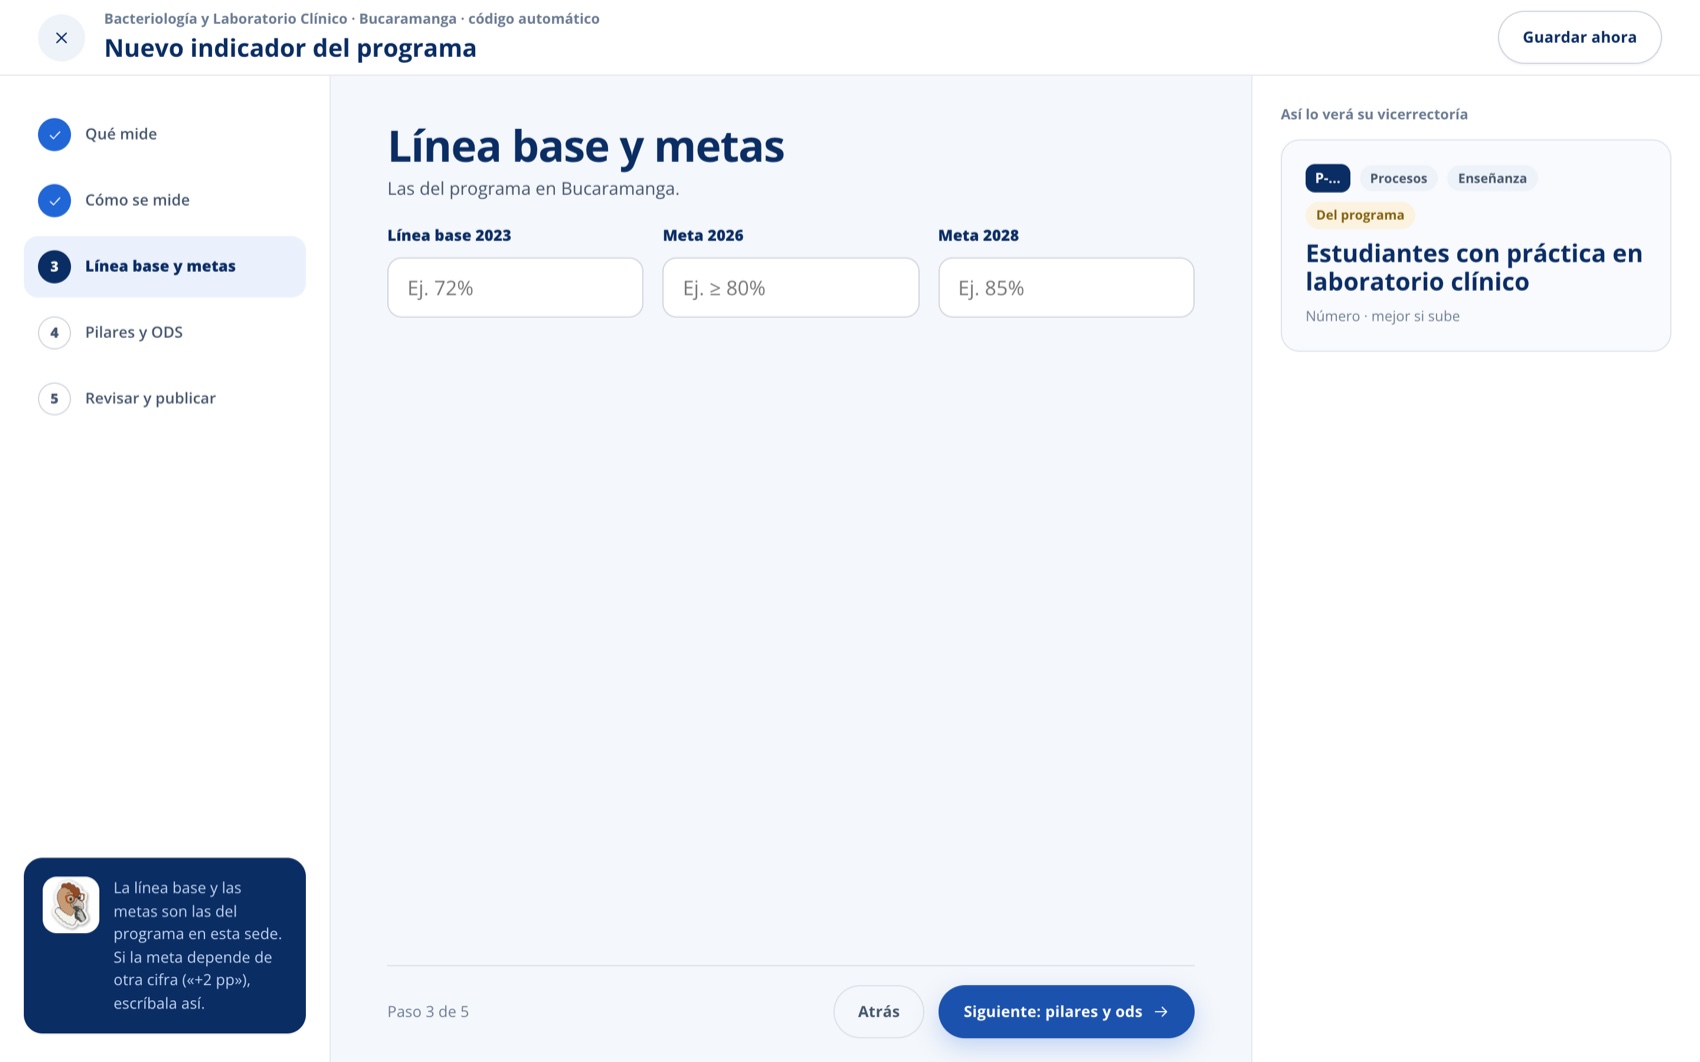 Bacteriología y Laboratorio Clínico · Bucaramanga · código automático
Nuevo indicador del programa
Guardar ahora
Qué mide
Cómo se mide
3 Línea base y metas
4 Pilares y ODS
5 Revisar y publicar
La línea base y las
metas son las del
programa en esta sede.
Si la meta depende de
otra cifra («+2 pp»),
escríbala así.
Línea base y metas
Las del programa en Bucaramanga.
Línea base 2023
Ej. 72%
Meta 2026
Ej. ≥ 80%
Meta 2028
Ej. 85%
Paso 3 de 5
Atrás
Siguiente: pilares y ods →
Así lo verá su vicerrectoría
P-... Procesos Enseñanza
Del programa
Estudiantes con práctica en
laboratorio clínico
Número · mejor si sube